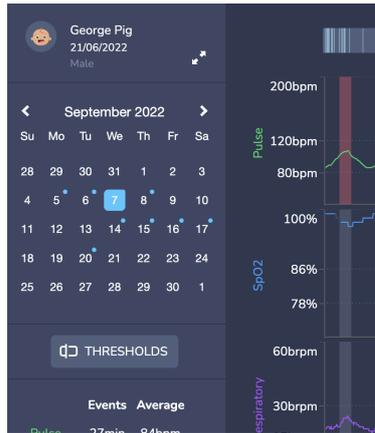 George Pig
21/06/2022
Male
September 2022
Su Mo Tu We Th Fr Sa
28 29 30 31 1 2 3
4 5 6 7 8 9 10
11 12 13 14 15 16 17
18 19 20 21 22 23 24
25 26 27 28 29 30 1
THRESHOLDS
Events Average
Pulse 27min 84bpm
Pulse
200bpm
120bpm
80bpm
SpO2
100%
86%
78%
espiratory
60brpm
30brpm